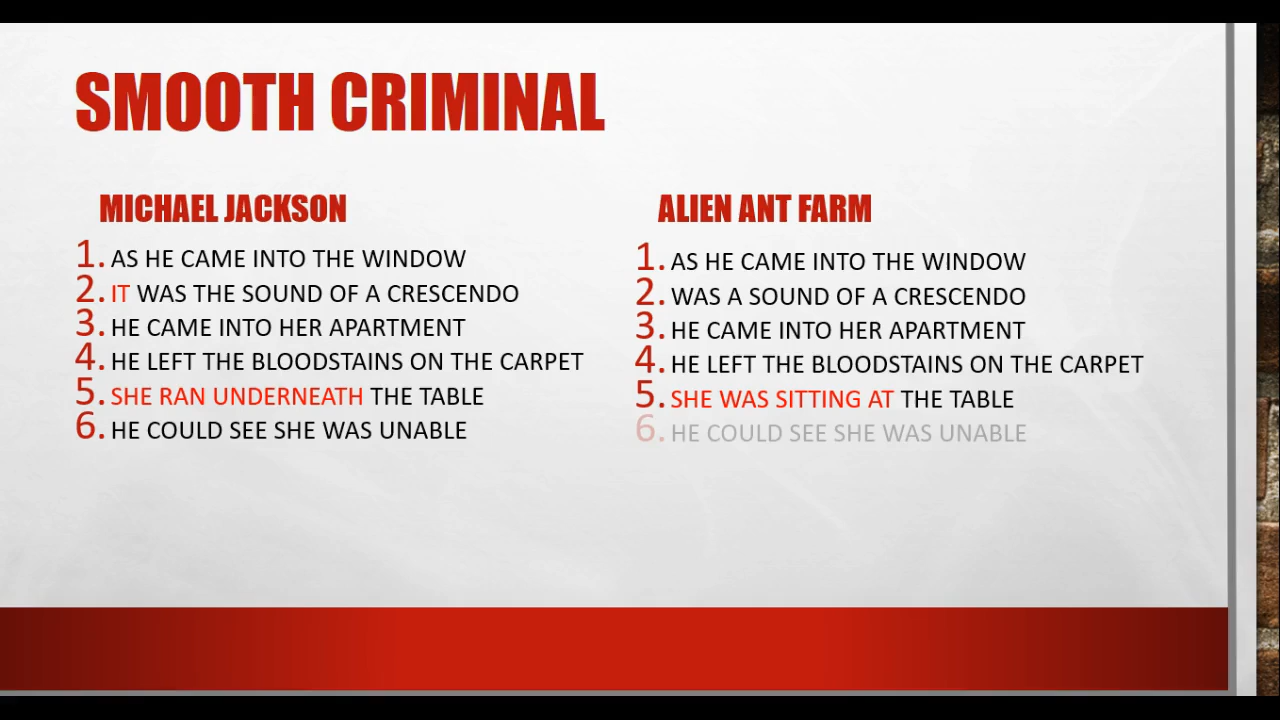 SMOOTH CRIMINAL
MICHAEL JACKSON
1. AS HE CAME INTO THE WINDOW
2. IT WAS THE SOUND OF A CRESCENDO
3. HE CAME INTO HER APARTMENT
4. HE LEFT THE BLOODSTAINS ON THE CARPET
5. SHE RAN UNDERNEATH THE TABLE
6. HE COULD SEE SHE WAS UNABLE
ALIEN ANT FARM
1. AS HE CAME INTO THE WINDOW
2. WAS A SOUND OF A CRESCENDO
3. HE CAME INTO HER APARTMENT
4. HE LEFT THE BLOODSTAINS ON THE CARPET
5. SHE WAS SITTING AT THE TABLE
6. HE COULD SEE SHE WAS UNABLE